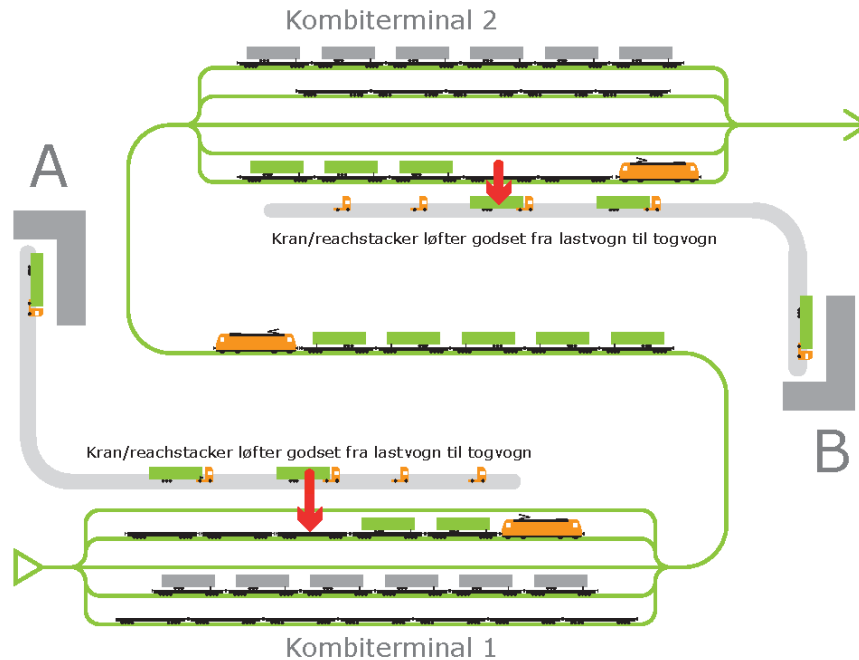 Kombiterminal 2
A
Kran/reachstacker løfter godset fra lastvogn til togvogn
Kran/reachstacker løfter godset fra lastvogn til togvogn
B
Kombiterminal 1